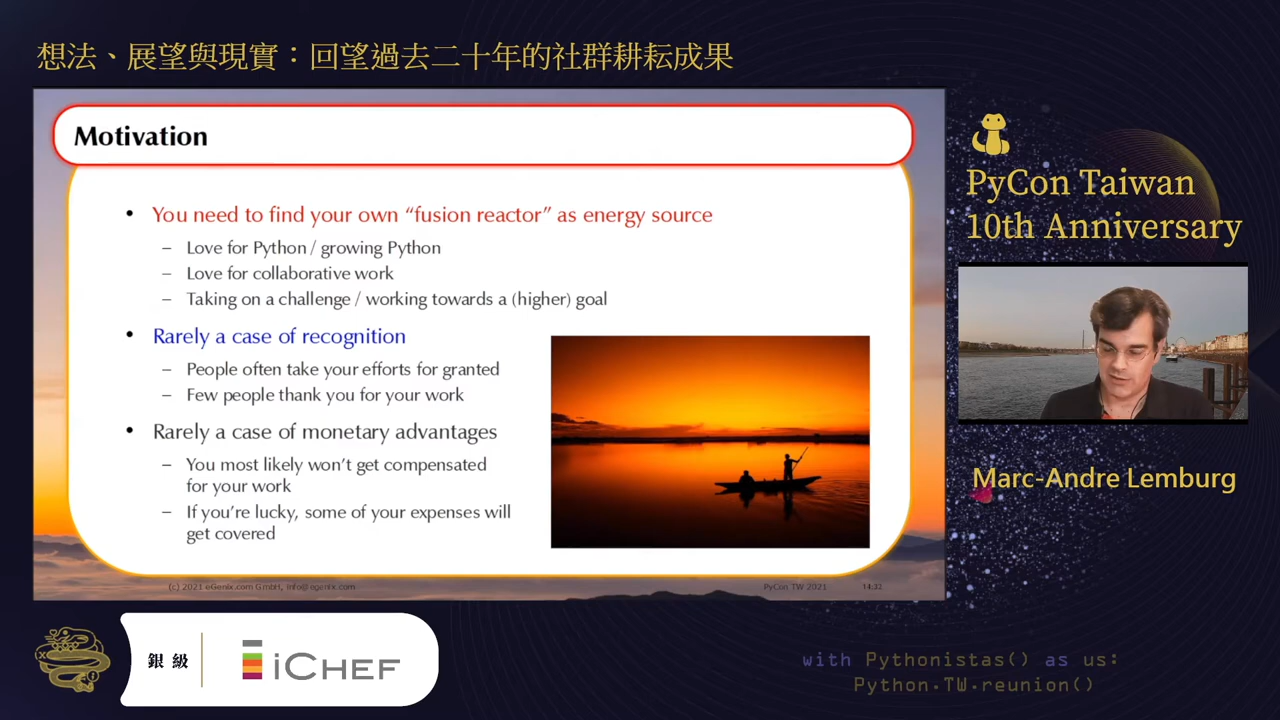 想法、展望與現實：回望過去二十年的社群耕耘成果
Motivation
• You need to find your own “fusion reactor” as energy source
– Love for Python / growing Python
– Love for collaborative work
– Taking on a challenge / working towards a (higher) goal
• Rarely a case of recognition
– People often take your efforts for granted
– Few people thank you for your work
• Rarely a case of monetary advantages
– You most likely won’t get compensated
for your work
– If you’re lucky, some of your expenses will
get covered
(c) 2021 eGenix.com GmbH, info@egenix.com
PyCon TW 2021
14:32
PyCon Taiwan
10th Anniversary
Marc-Andre Lemburg
銀級
iCHEF
with Pythonistas() as us:
Python.TW.reunion()